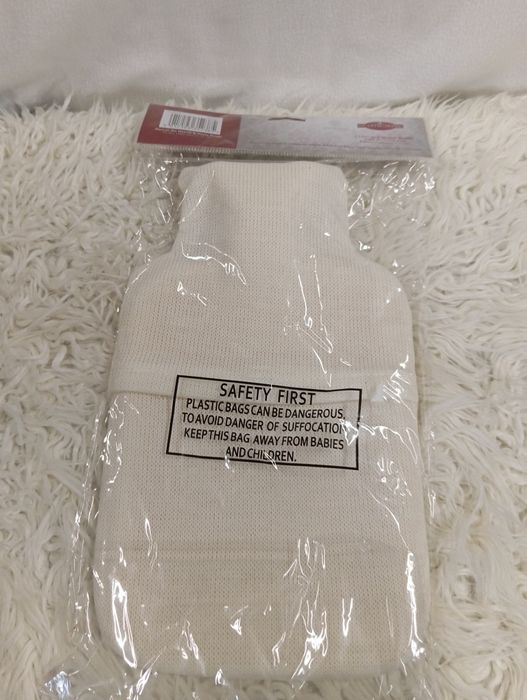 SAFETY FIRST
PLASTIC BAGS CAN BE DANGEROUS.
TO AVOID DANGER OF SUFFOCATION
KEEP THIS BAG AWAY FROM BABIES
AND CHILDREN.